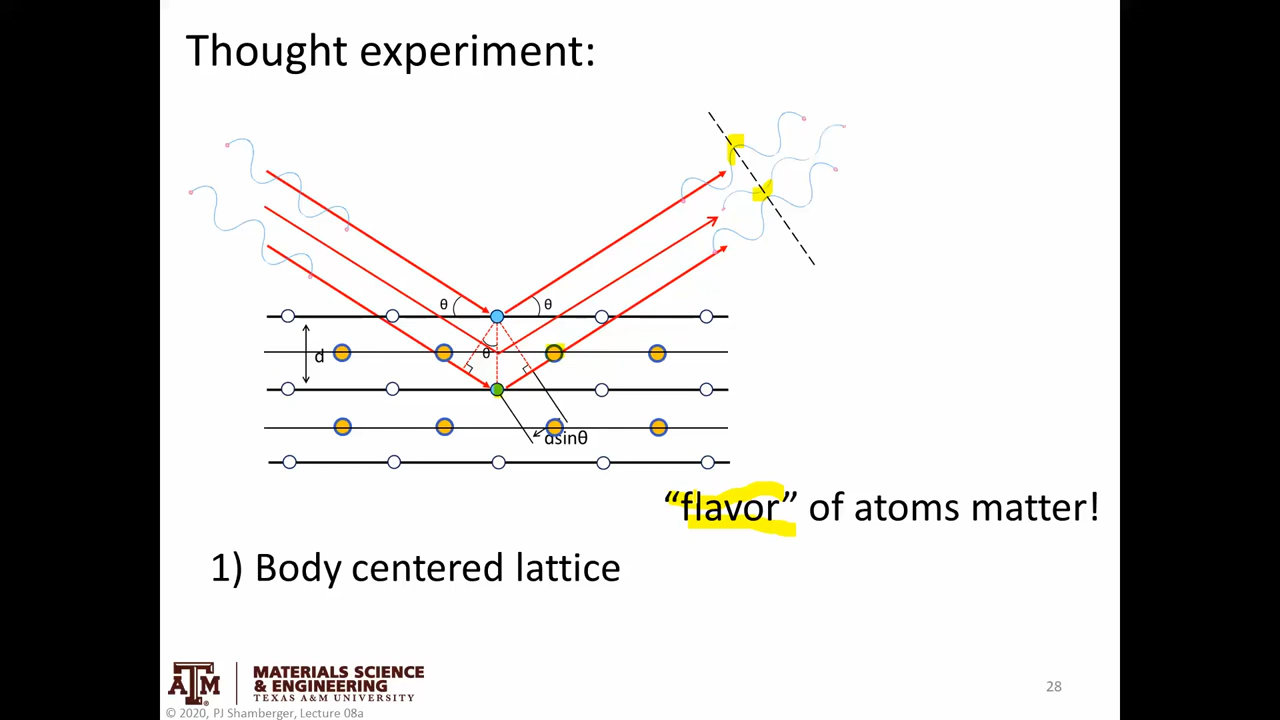 Thought experiment:
θ
θ
d
θ
dsinθ
“flavor” of atoms matter!
1) Body centered lattice
ATM
MATERIALS SCIENCE
& ENGINEERING
TEXAS A&M UNIVERSITY
© 2020, PJ Shamberger, Lecture 08a
28